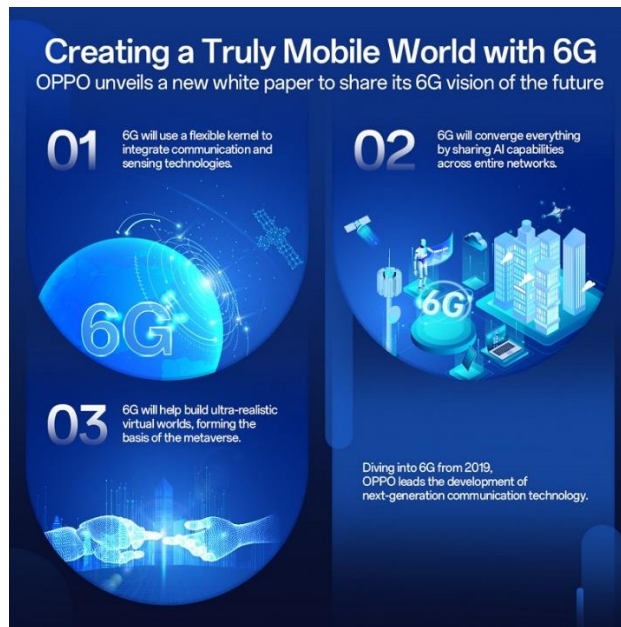 Creating a Truly Mobile World with 6G
OPPO unveils a new white paper to share its 6G vision of the future
01
6G will use a flexible kernel to
integrate communication and
sensing technologies.
6G
02
6G will converge everything
by sharing AI capabilities
across entire networks.
6G
03
6G will help build ultra-realistic
virtual worlds, forming the
basis of the metaverse.
Diving into 6G from 2019,
OPPO leads the development of
next-generation communication technology.